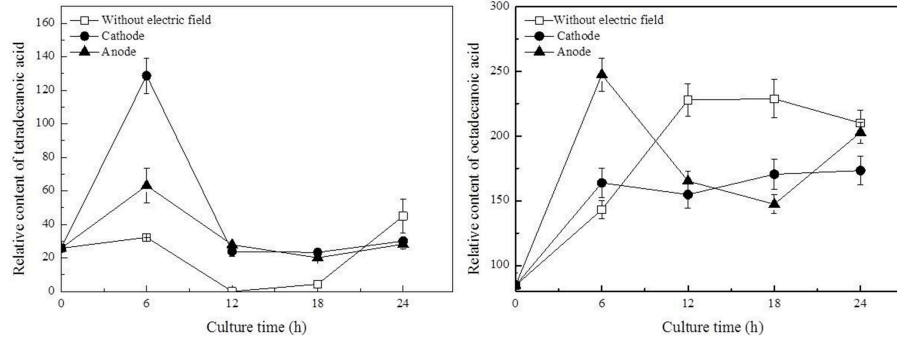 160
140
120
100
80
60
40
20
0
Relative content of tetradecanoic acid
Without electric field
Cathode
Anode
0 6 12 18 24
Culture time (h)
300
250
200
150
100
Relative content of octadecanoic acid
Without electric field
Cathode
Anode
0 6 12 18 24
Culture time (h)